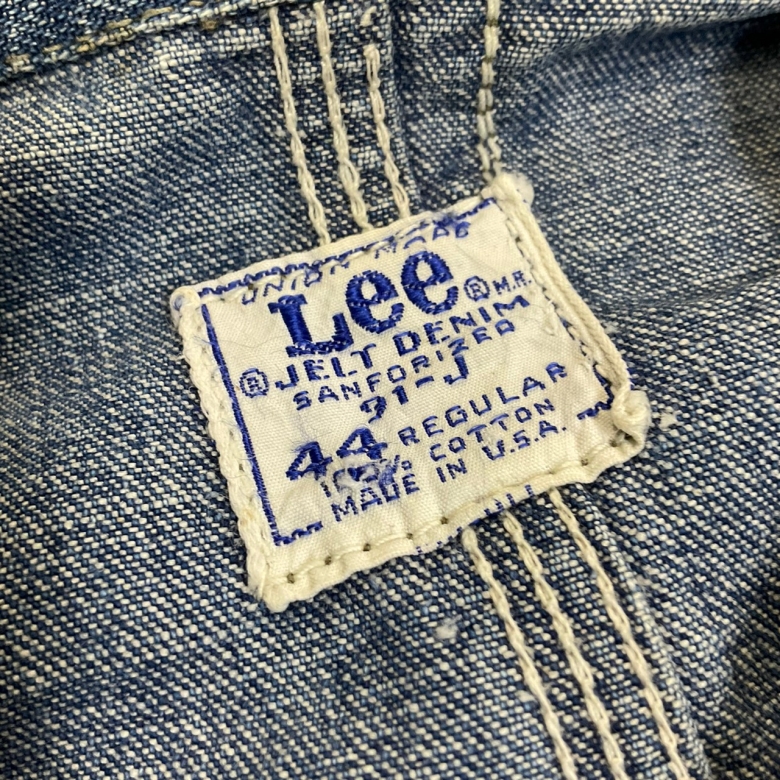 UNION MADE
Lee ® M.R.
® JELT DENIM
SANFORIZED
91-J
44 REGULAR
100% COTTON
MADE IN U.S.A.